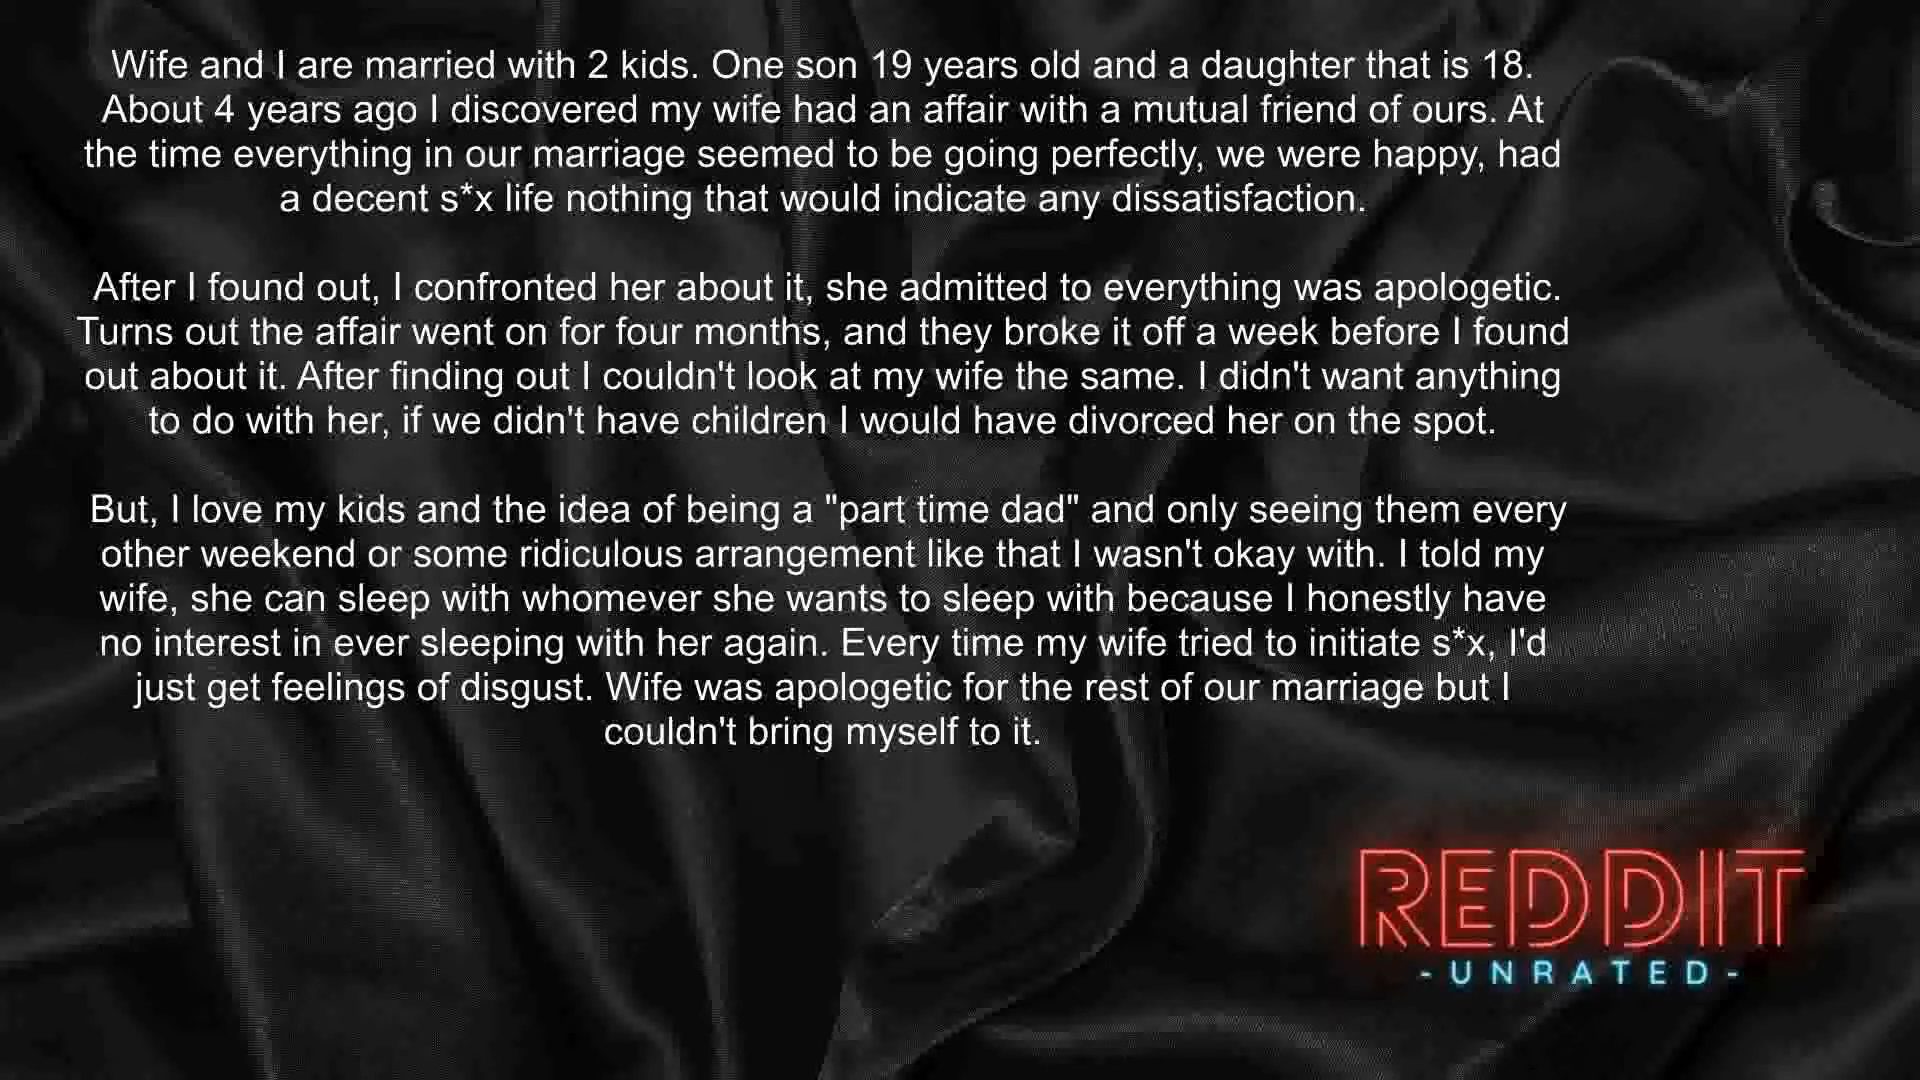 Wife and I are married with 2 kids. One son 19 years old and a daughter that is 18.
About 4 years ago I discovered my wife had an affair with a mutual friend of ours. At
the time everything in our marriage seemed to be going perfectly, we were happy, had
a decent s*x life nothing that would indicate any dissatisfaction.
After I found out, I confronted her about it, she admitted to everything was apologetic.
Turns out the affair went on for four months, and they broke it off a week before I found
out about it. After finding out I couldn't look at my wife the same. I didn't want anything
to do with her, if we didn't have children I would have divorced her on the spot.
But, I love my kids and the idea of being a "part time dad" and only seeing them every
other weekend or some ridiculous arrangement like that I wasn't okay with. I told my
wife, she can sleep with whomever she wants to sleep with because I honestly have
no interest in ever sleeping with her again. Every time my wife tried to initiate s*x, I'd
just get feelings of disgust. Wife was apologetic for the rest of our marriage but I
couldn't bring myself to it.
REDDIT
-UNRATED-